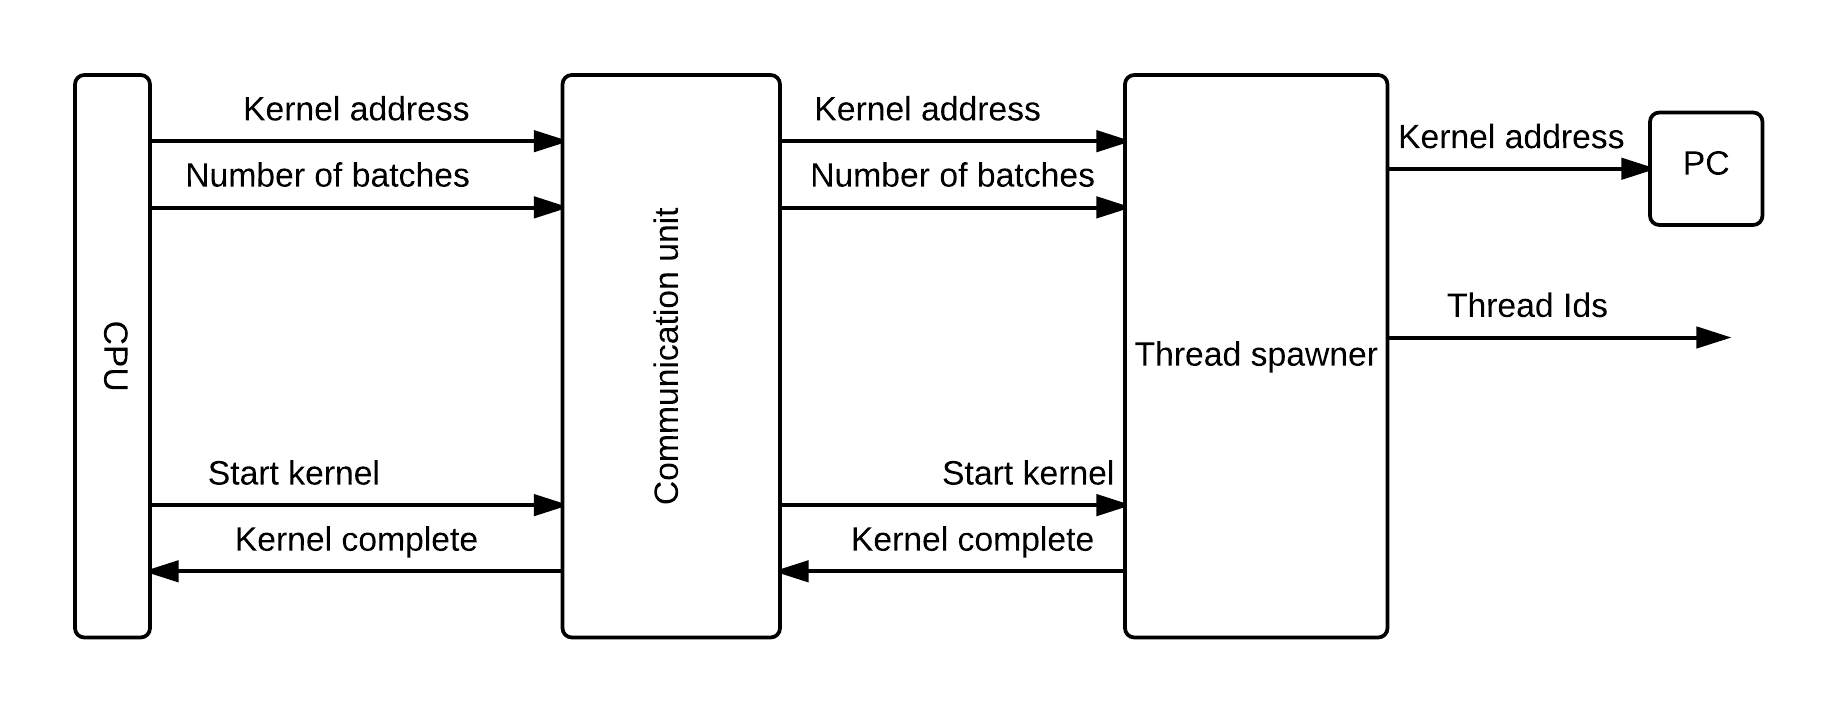 Kernel address
Number of batches
CPU
Start kernel
Kernel complete
Communication unit
Kernel address
Number of batches
Start kernel
Kernel complete
Thread spawner
Kernel address
PC
Thread Ids